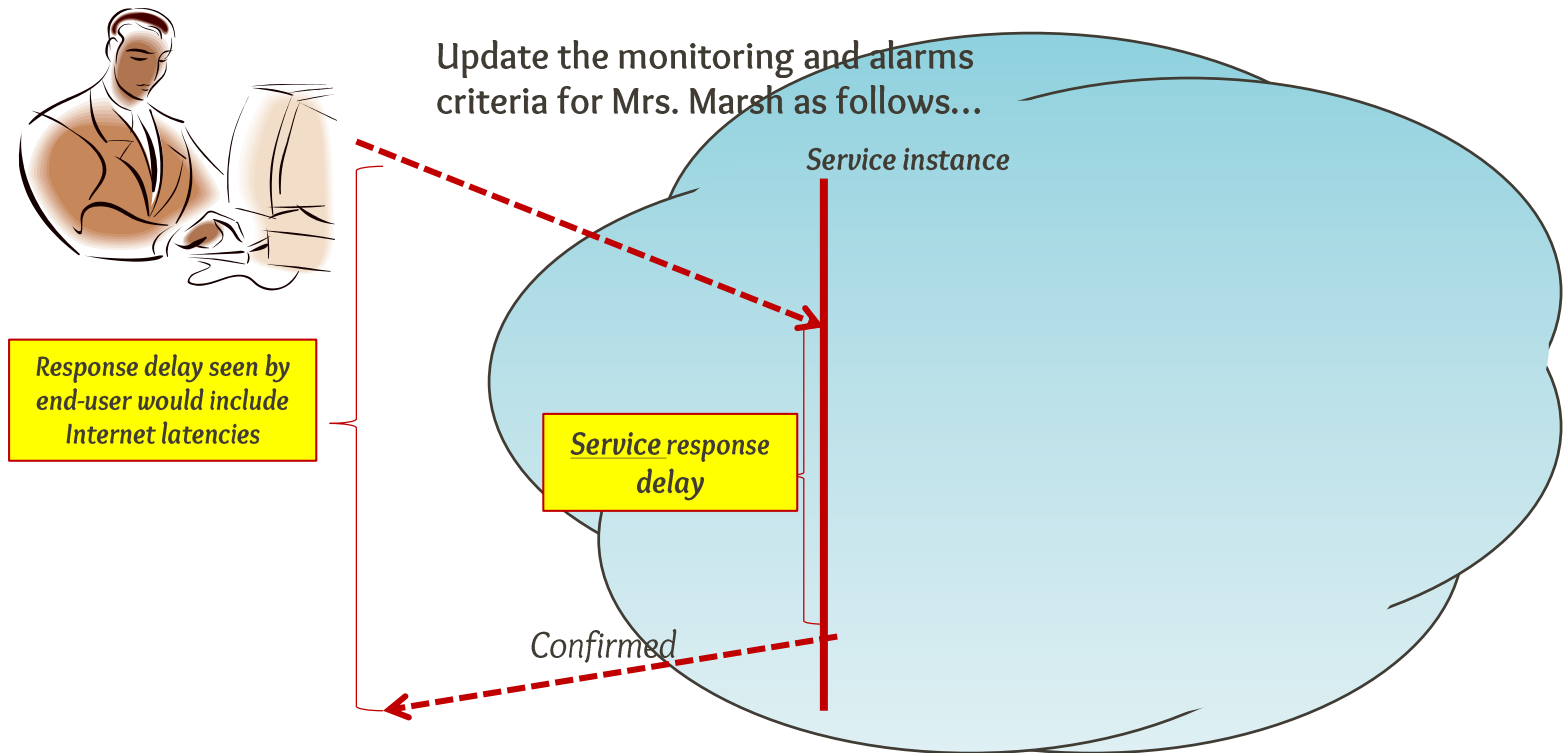 Update the monitoring and alarms
criteria for Mrs. Marsh as follows…
Service instance
Response delay seen by
end-user would include
Internet latencies
Service response
delay
Confirmed